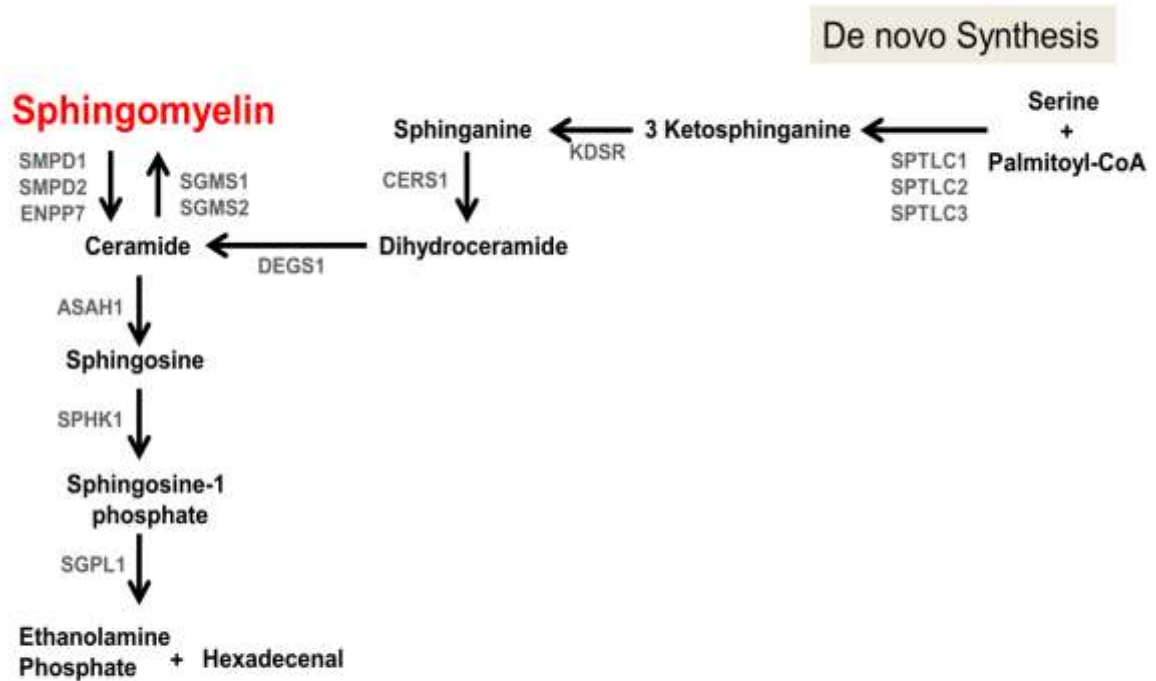 De novo Synthesis
Sphingomyelin
Serine
+
Palmitoyl-CoA
Sphinganine
3 Ketosphinganine
KDSR
SPTLC1
SPTLC2
SPTLC3
SMPD1
SMPD2
ENPP7
SGMS1
SGMS2
CERS1
Ceramide
Dihydroceramide
DEGS1
ASAH1
Sphingosine
SPHK1
Sphingosine-1
phosphate
SGPL1
Ethanolamine
Phosphate
+ Hexadecenal